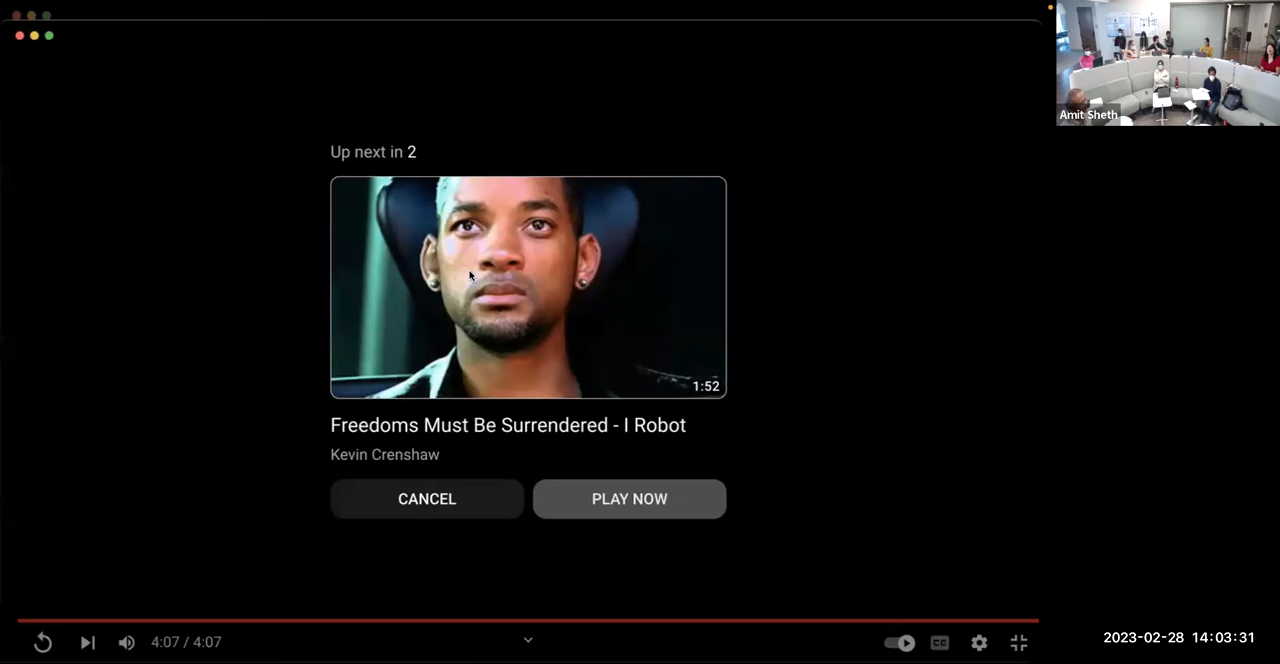 Amit Sheth
Up next in 2
1:52
Freedoms Must Be Surrendered - I Robot
Kevin Crenshaw
CANCEL
PLAY NOW
4:07 / 4:07
CC
2023-02-28 14:03:31